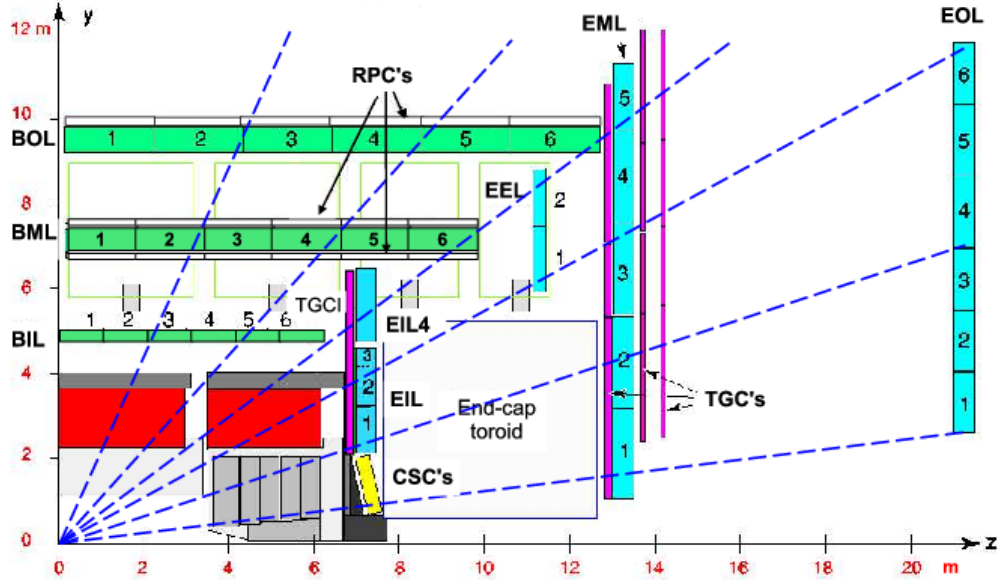 12 m
y
EML
EOL
RPC's
10
BOL
1 2 3 4 5 6
5
6
5
8
EEL
2
4
4
BML
1 2 3 4 5 6
1
3
3
6
TGCI
1 2 3 4 5 6
BIL
EIL4
2
2
4
3
2
EIL
1
End-cap
toroid
TGC's
1
1
2
CSC's
0
z
0 2 4 6 8 10 12 14 16 18 20 m